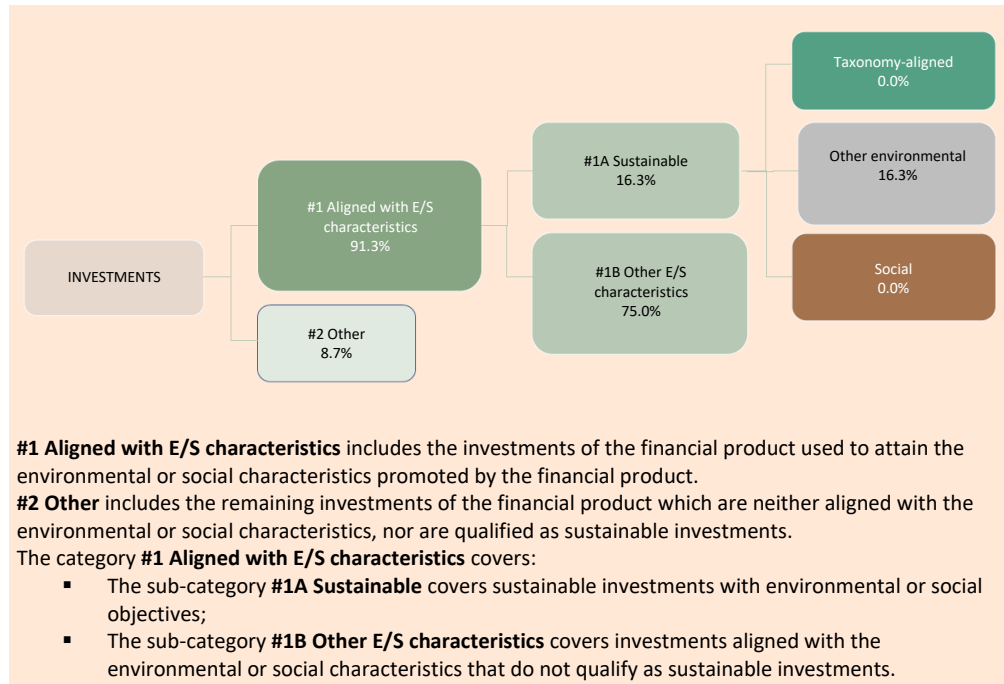 Taxonomy-aligned
0.0%
#1A Sustainable
16.3%
Other environmental
16.3%
#1 Aligned with E/S
characteristics
91.3%
INVESTMENTS
#1B Other E/S
characteristics
75.0%
Social
0.0%
#2 Other
8.7%
#1 Aligned with E/S characteristics includes the investments of the financial product used to attain the
environmental or social characteristics promoted by the financial product.
#2 Other includes the remaining investments of the financial product which are neither aligned with the
environmental or social characteristics, nor are qualified as sustainable investments.
The category #1 Aligned with E/S characteristics covers:
▪ The sub-category #1A Sustainable covers sustainable investments with environmental or social
objectives;
▪ The sub-category #1B Other E/S characteristics covers investments aligned with the
environmental or social characteristics that do not qualify as sustainable investments.